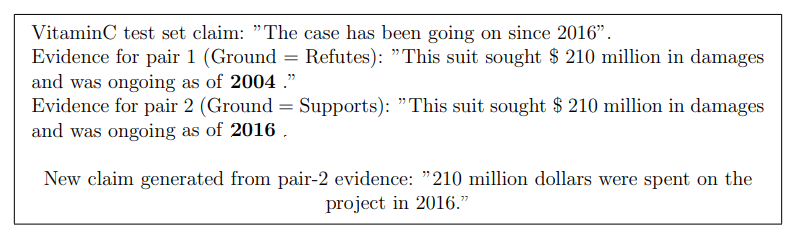 VitaminC test set claim: ”The case has been going on since 2016”.
Evidence for pair 1 (Ground = Refutes): ”This suit sought $ 210 million in damages
and was ongoing as of 2004 .”
Evidence for pair 2 (Ground = Supports): ”This suit sought $ 210 million in damages
and was ongoing as of 2016 .
New claim generated from pair-2 evidence: ”210 million dollars were spent on the
project in 2016.”